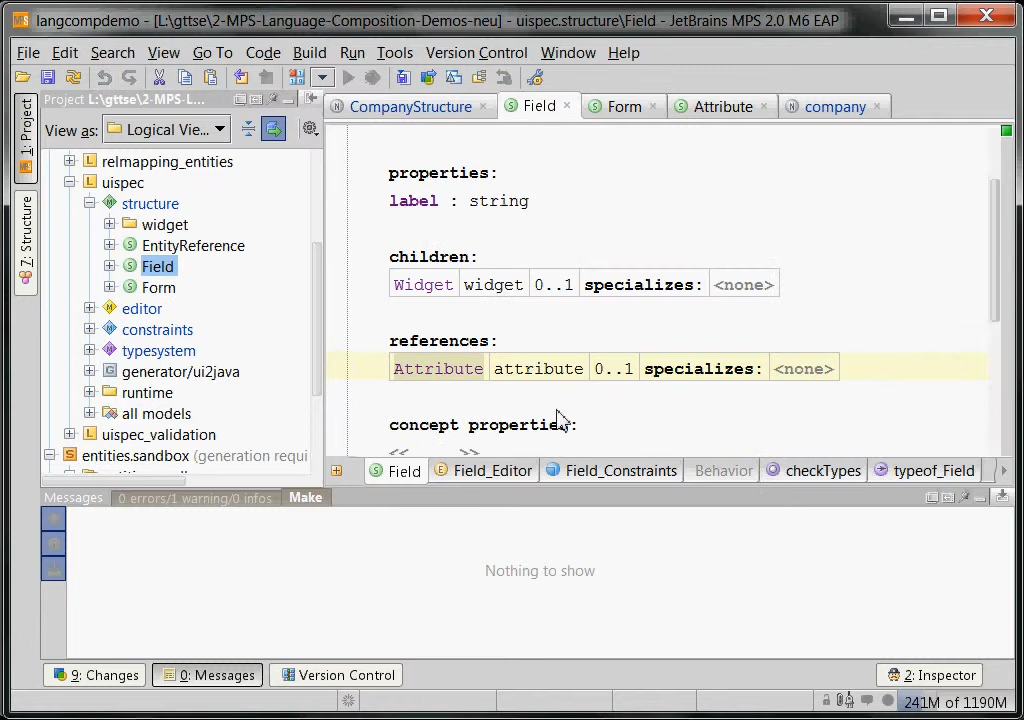 langcompdemo - [L:\gttse\2-MPS-Language-Composition-Demos-neu] - uispec.structure\Field - JetBrains MPS 2.0 M6 EAP
File Edit Search View Go To Code Build Run Tools Version Control Window Help
Project L:\gttse\2-MPS-L...
CompanyStructure Field Form Attribute company
1: Project
View as: Logical Vie...
relmapping_entities
uispec
structure
widget
EntityReference
Field
Form
editor
constraints
typesystem
generator/ui2java
runtime
all models
uispec_validation
entities.sandbox (generation requi
Z: Structure
properties:
label : string
children:
Widget widget 0..1 specializes: <none>
references:
Attribute attribute 0..1 specializes: <none>
concept properties:
<< >>
Field Field_Editor Field_Constraints Behavior checkTypes typeof_Field
Messages 0 errors/1 warning/0 infos Make
Nothing to show
9: Changes 0: Messages Version Control 2: Inspector
241M of 1190M